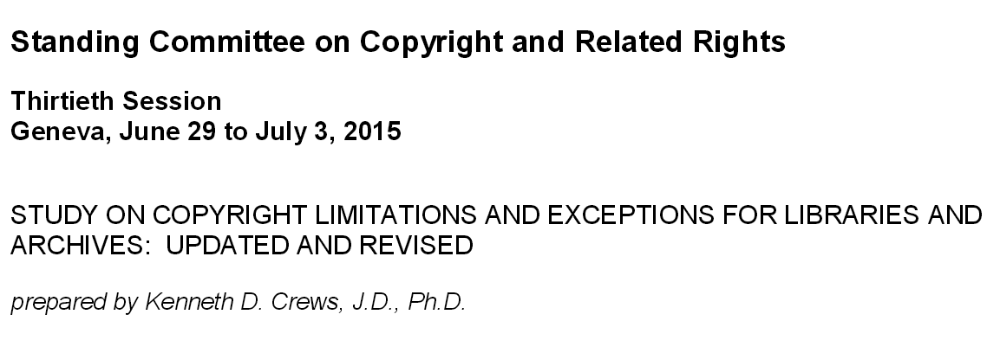 Standing Committee on Copyright and Related Rights
Thirtieth Session
Geneva, June 29 to July 3, 2015
STUDY ON COPYRIGHT LIMITATIONS AND EXCEPTIONS FOR LIBRARIES AND
ARCHIVES:  UPDATED AND REVISED
prepared by Kenneth D. Crews, J.D., Ph.D.